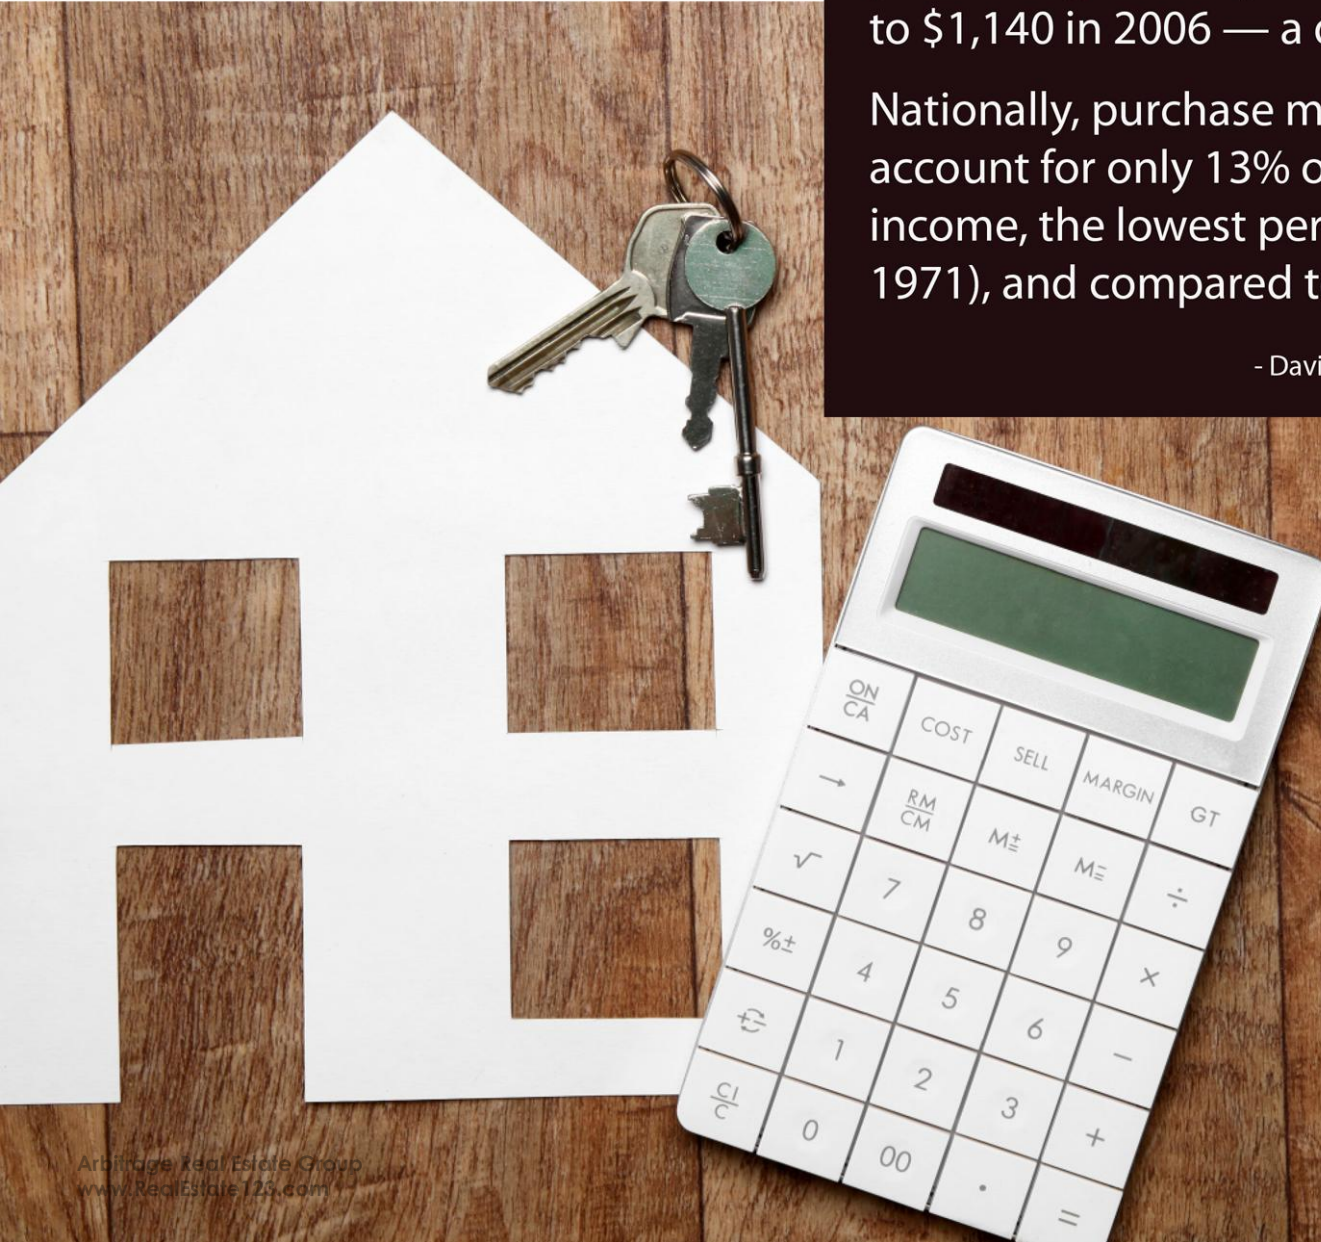 to $1,140 in 2006 — a
Nationally, purchase m
account for only 13% o
income, the lowest per
1971), and compared t
- Davi
ON
CA
COST
SELL
MARGIN
GT
→
RM
CM
M±
M=
÷
√
7
8
9
×
%±
4
5
6
−
1
2
3
+
CI
C
0
00
.
=
Arbitrage Real Estate Group
www.RealEstate123.com